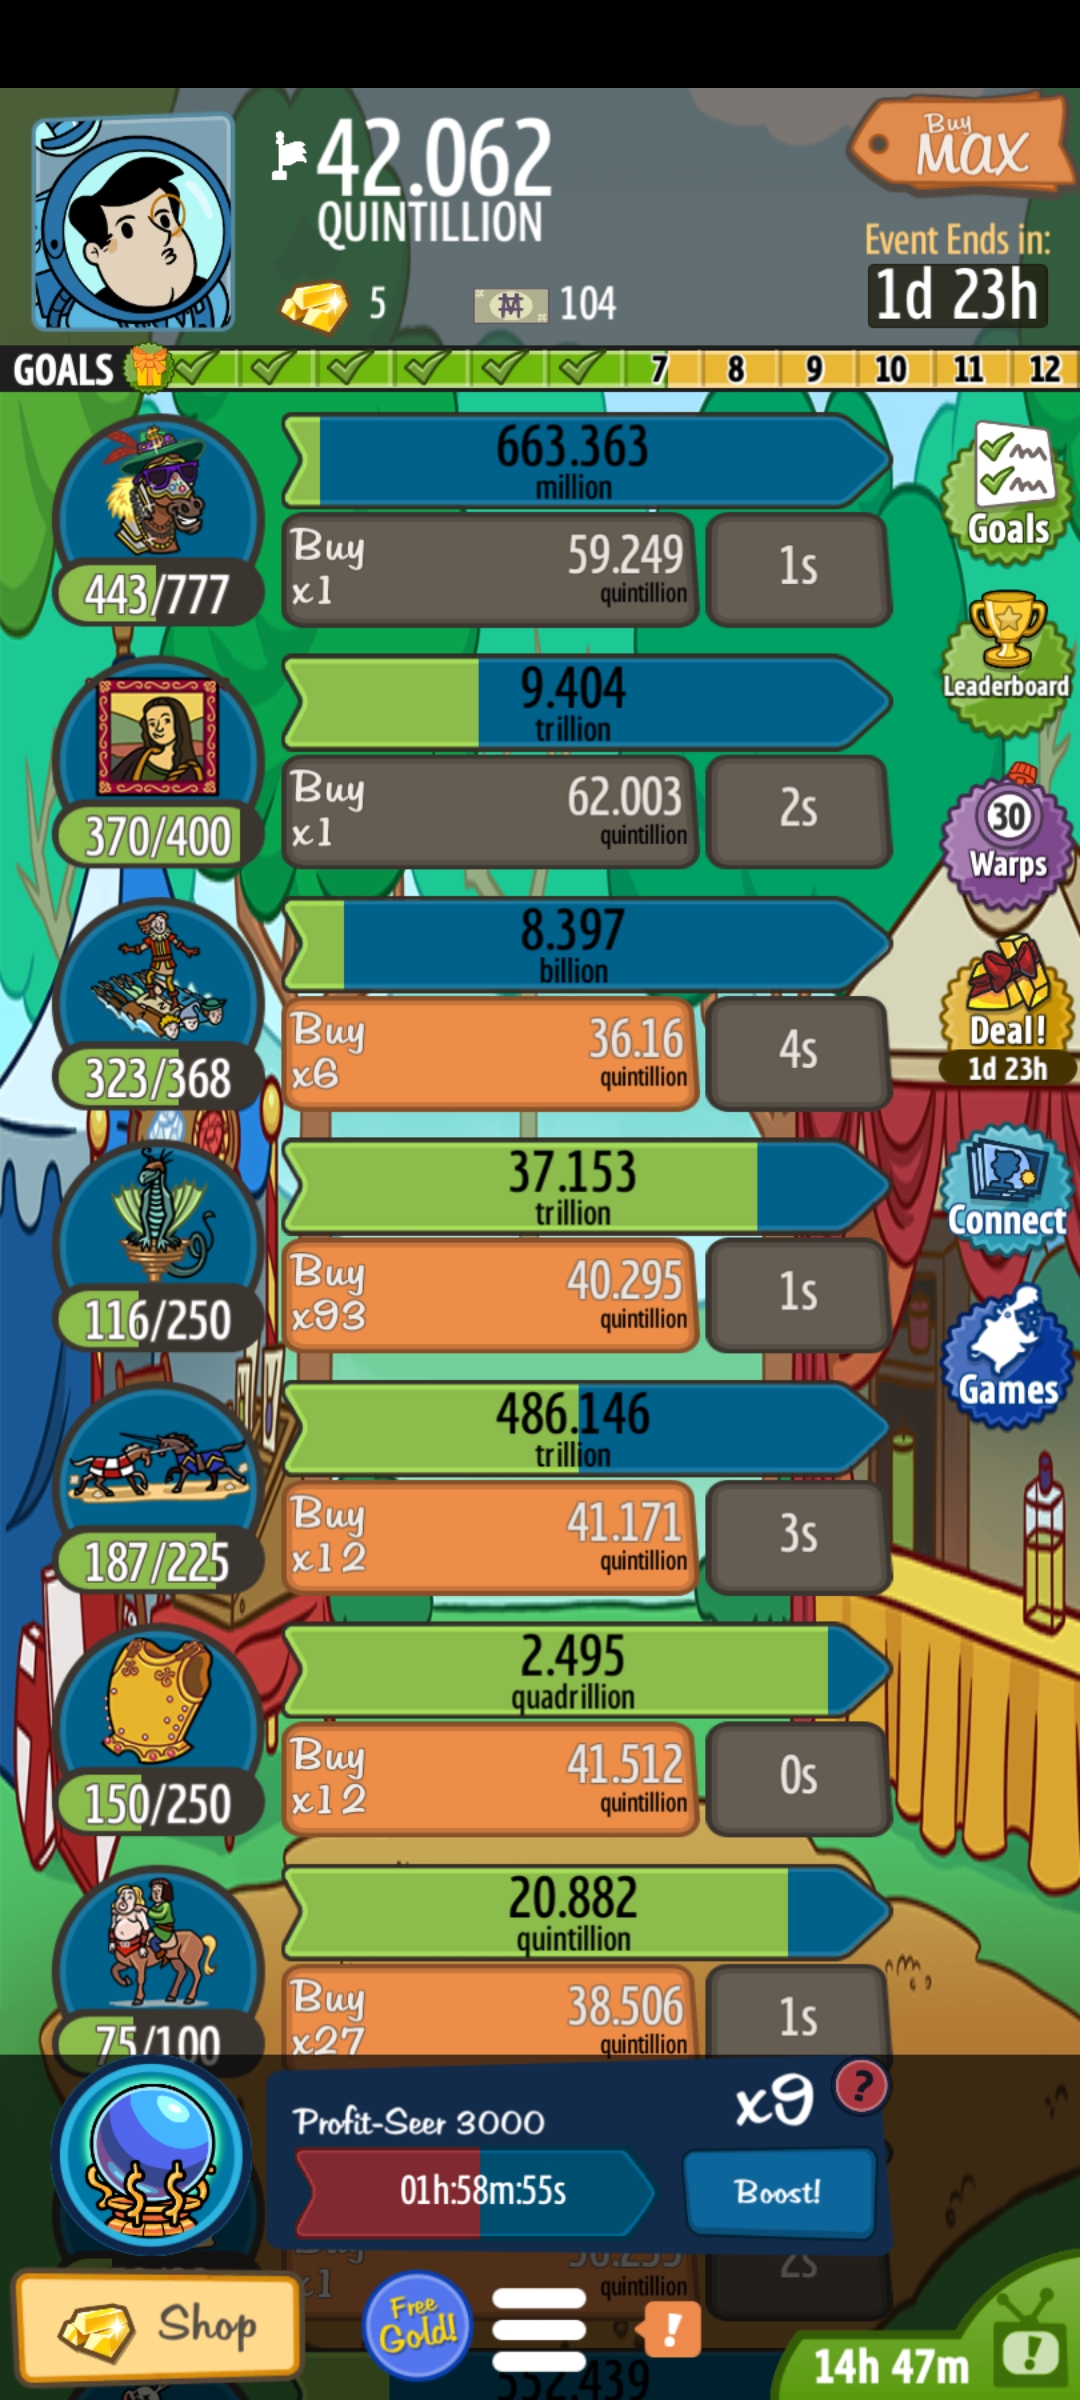 42.062
QUINTILLION
Buy
MAX
Event Ends in:
1d 23h
5
104
GOALS 7 8 9 10 11 12
663.363
million
Buy
x1
59.249
quintillion
1s
443/777
Goals
9.404
trillion
Leaderboard
Buy
x1
62.003
quintillion
2s
370/400
30
Warps
8.397
billion
Buy
x6
36.16
quintillion
4s
323/368
Deal!
1d 23h
37.153
trillion
Connect
Buy
x93
40.295
quintillion
1s
116/250
Games
486.146
trillion
Buy
x12
41.171
quintillion
3s
187/225
2.495
quadrillion
Buy
x12
41.512
quintillion
0s
150/250
20.882
quintillion
Buy
x27
38.506
quintillion
1s
75/100
Profit-Seer 3000
x9
?
01h:58m:55s
Boost!
Buy
x1
quintillion
2s
Shop
Free
Gold!
!
14h 47m
!
552.439